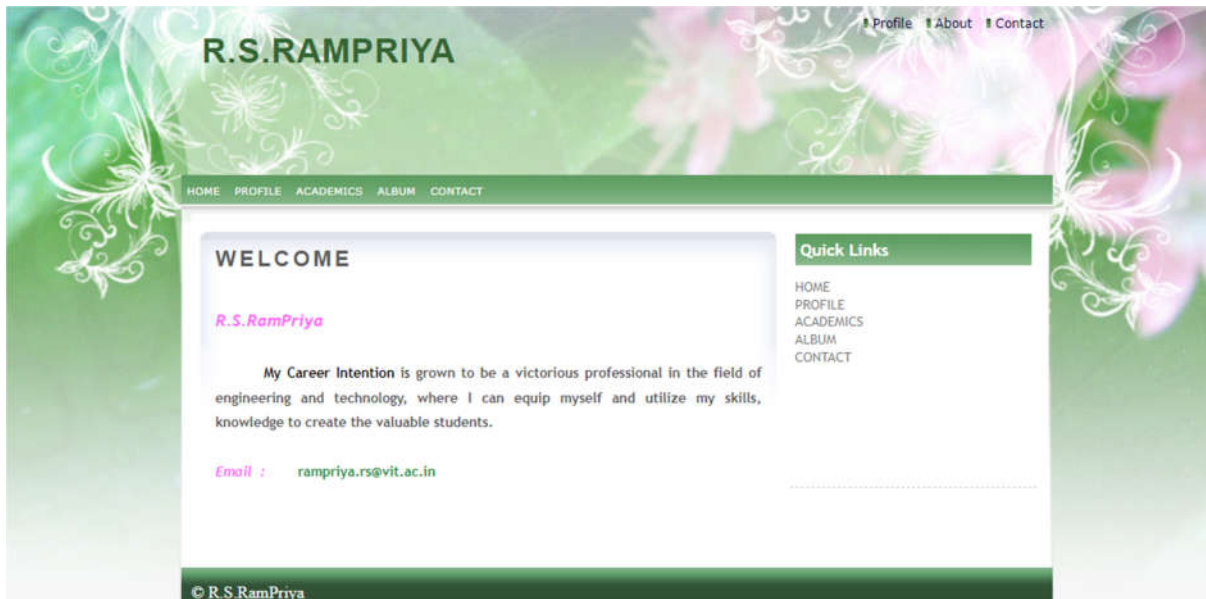 Profile About Contact
R.S.RAMPRIYA
HOME PROFILE ACADEMICS ALBUM CONTACT
WELCOME
R.S.RamPriya
My Career Intention is grown to be a victorious professional in the field of
engineering and technology, where I can equip myself and utilize my skills,
knowledge to create the valuable students.
Email : rampriya.rs@vit.ac.in
Quick Links
HOME
PROFILE
ACADEMICS
ALBUM
CONTACT
© R.S.RamPriya